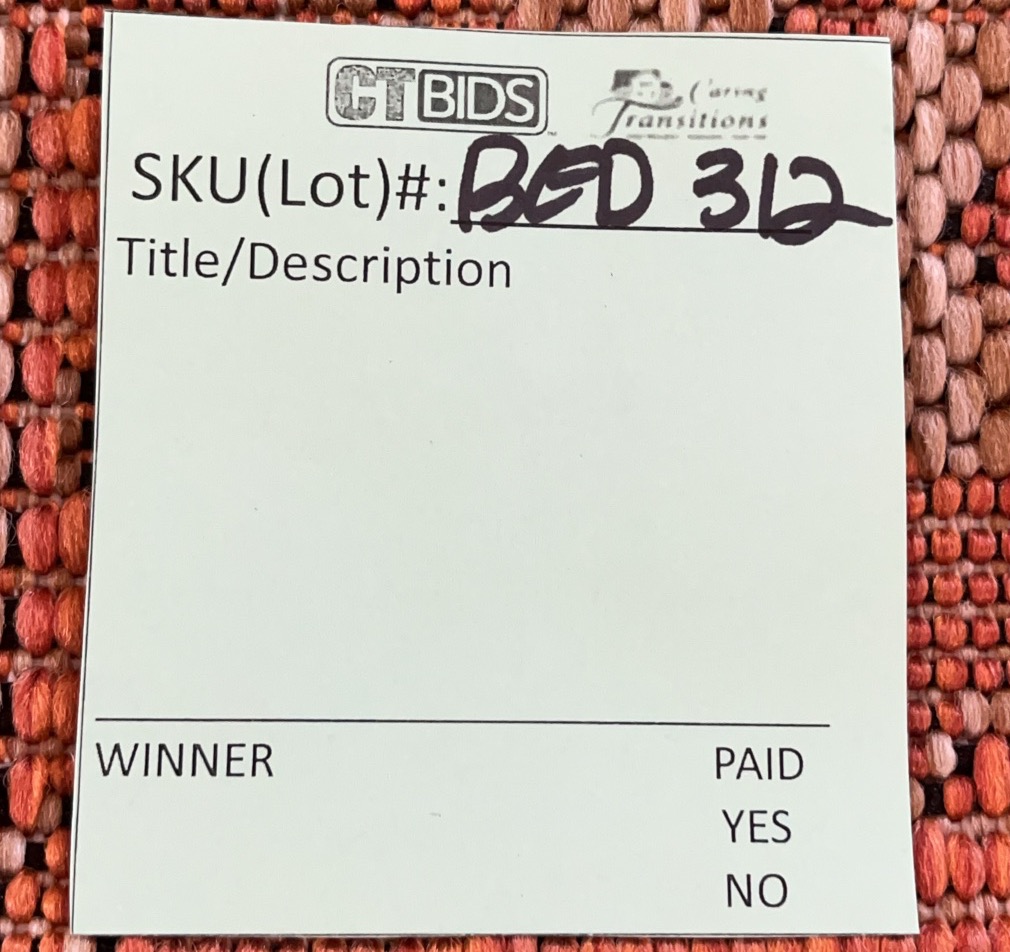 CTBIDS Caring Transitions
SKU(Lot)#: BED 312
Title/Description
WINNER PAID
YES
NO